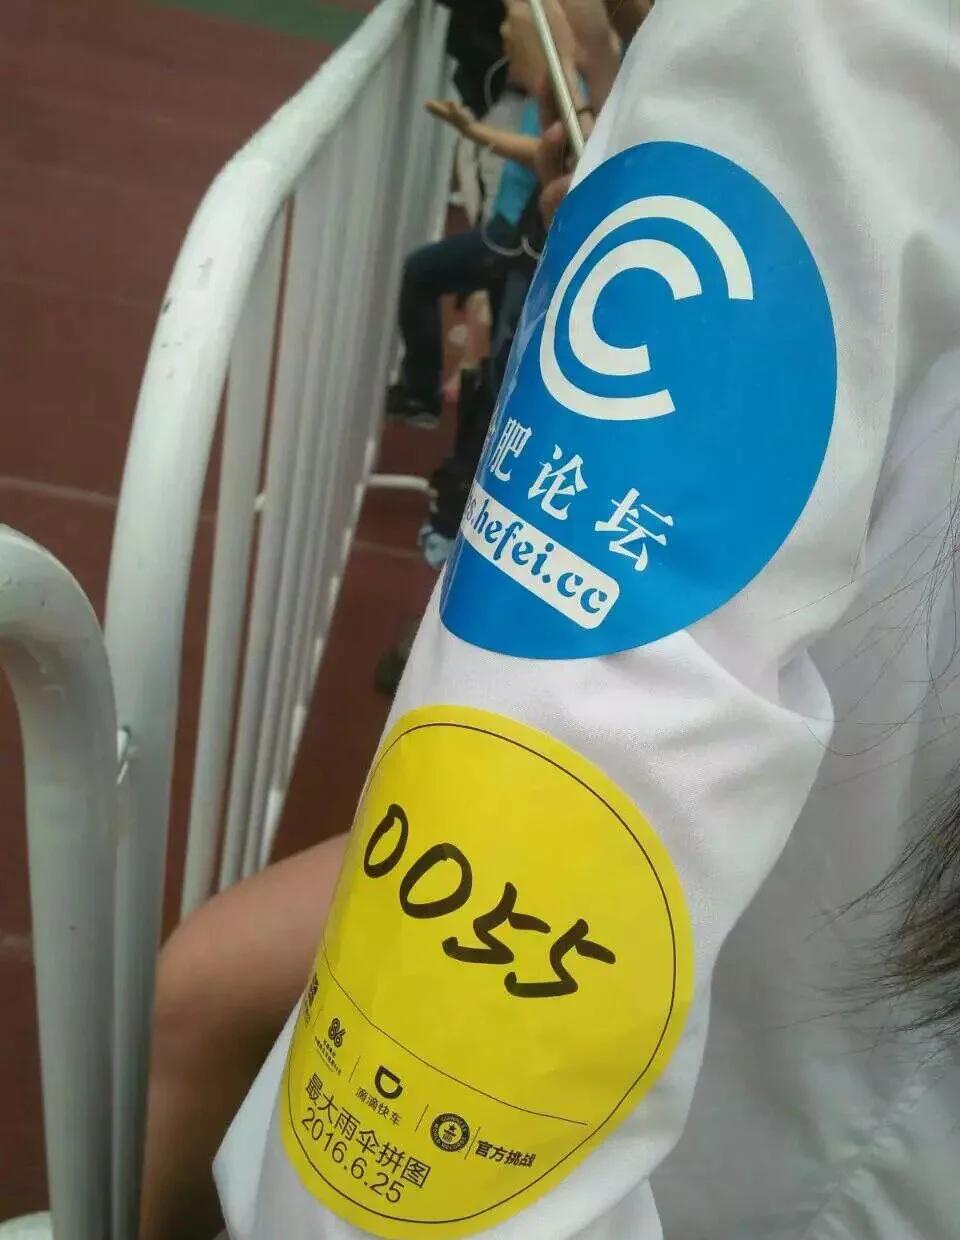 肥论坛
s.hefei.cc
0055
86
滴滴快车
官方挑战
最大雨伞拼图
2016.6.25